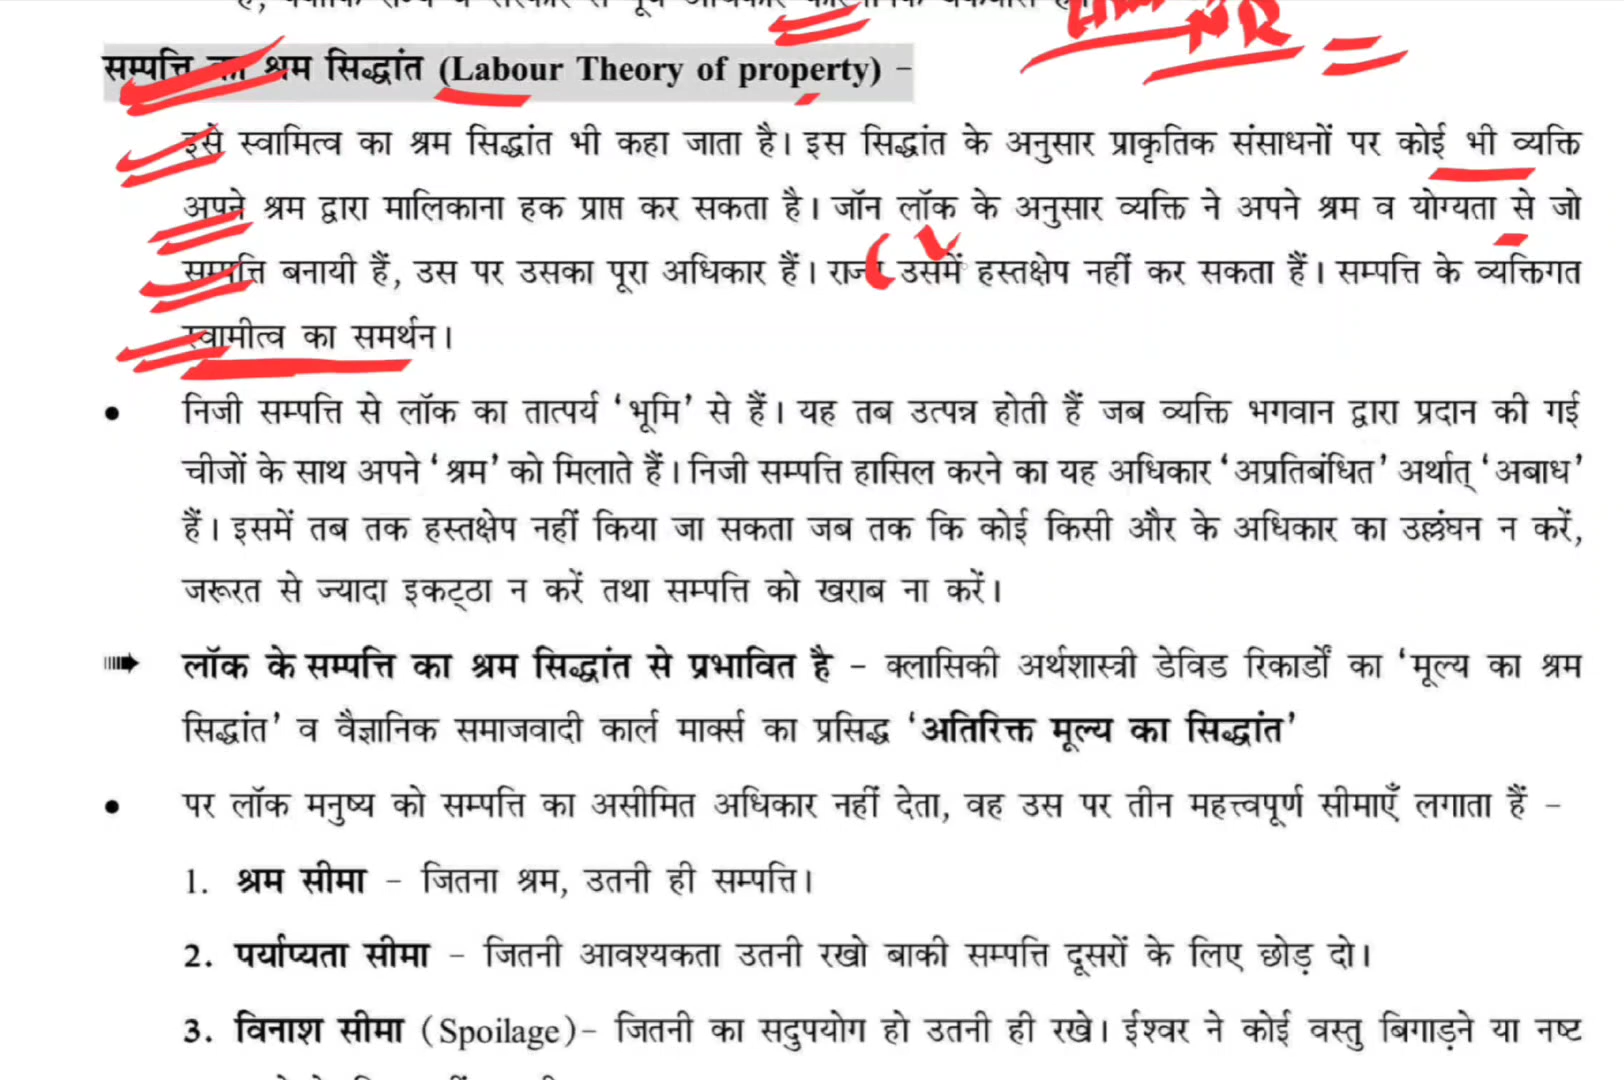 सम्पत्ति का श्रम सिद्धांत (Labour Theory of property) –
इसे स्वामित्व का श्रम सिद्धांत भी कहा जाता है। इस सिद्धांत के अनुसार प्राकृतिक संसाधनों पर कोई भी व्यक्ति
अपने श्रम द्वारा मालिकाना हक प्राप्त कर सकता है। जॉन लॉक के अनुसार व्यक्ति ने अपने श्रम व योग्यता से जो
सम्पत्ति बनायी हैं, उस पर उसका पूरा अधिकार हैं। राज्य उसमें हस्तक्षेप नहीं कर सकता हैं। सम्पत्ति के व्यक्तिगत
स्वामीत्व का समर्थन।
● निजी सम्पत्ति से लॉक का तात्पर्य ‘भूमि’ से हैं। यह तब उत्पन्न होती हैं जब व्यक्ति भगवान द्वारा प्रदान की गई
चीजों के साथ अपने ‘श्रम’ को मिलाते हैं। निजी सम्पत्ति हासिल करने का यह अधिकार ‘अप्रतिबंधित’ अर्थात् ‘अबाध’
हैं। इसमें तब तक हस्तक्षेप नहीं किया जा सकता जब तक कि कोई किसी और के अधिकार का उल्लंघन न करें,
जरूरत से ज्यादा इकट्ठा न करें तथा सम्पत्ति को खराब ना करें।
लॉक के सम्पत्ति का श्रम सिद्धांत से प्रभावित है – क्लासिकी अर्थशास्त्री डेविड रिकार्डों का ‘मूल्य का श्रम
सिद्धांत’ व वैज्ञानिक समाजवादी कार्ल मार्क्स का प्रसिद्ध ‘अतिरिक्त मूल्य का सिद्धांत’
● पर लॉक मनुष्य को सम्पत्ति का असीमित अधिकार नहीं देता, वह उस पर तीन महत्त्वपूर्ण सीमाएँ लगाता हैं –
1. श्रम सीमा – जितना श्रम, उतनी ही सम्पत्ति।
2. पर्याप्यता सीमा – जितनी आवश्यकता उतनी रखो बाकी सम्पत्ति दूसरों के लिए छोड़ दो।
3. विनाश सीमा (Spoilage)– जितनी का सदुपयोग हो उतनी ही रखे। ईश्वर ने कोई वस्तु बिगाड़ने या नष्ट